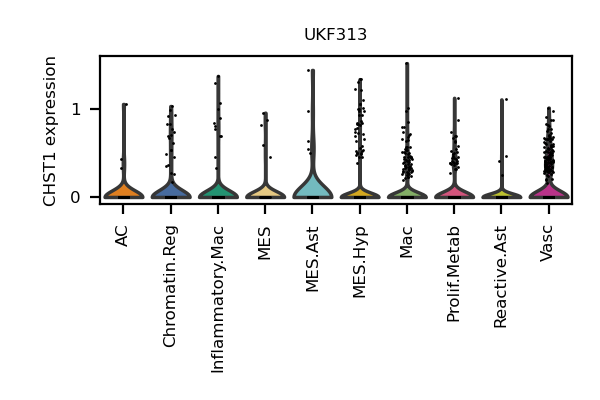 UKF313
CHST1 expression
1
0
AC
Chromatin.Reg
Inflammatory.Mac
MES
MES.Ast
MES.Hyp
Mac
Prolif.Metab
Reactive.Ast
Vasc